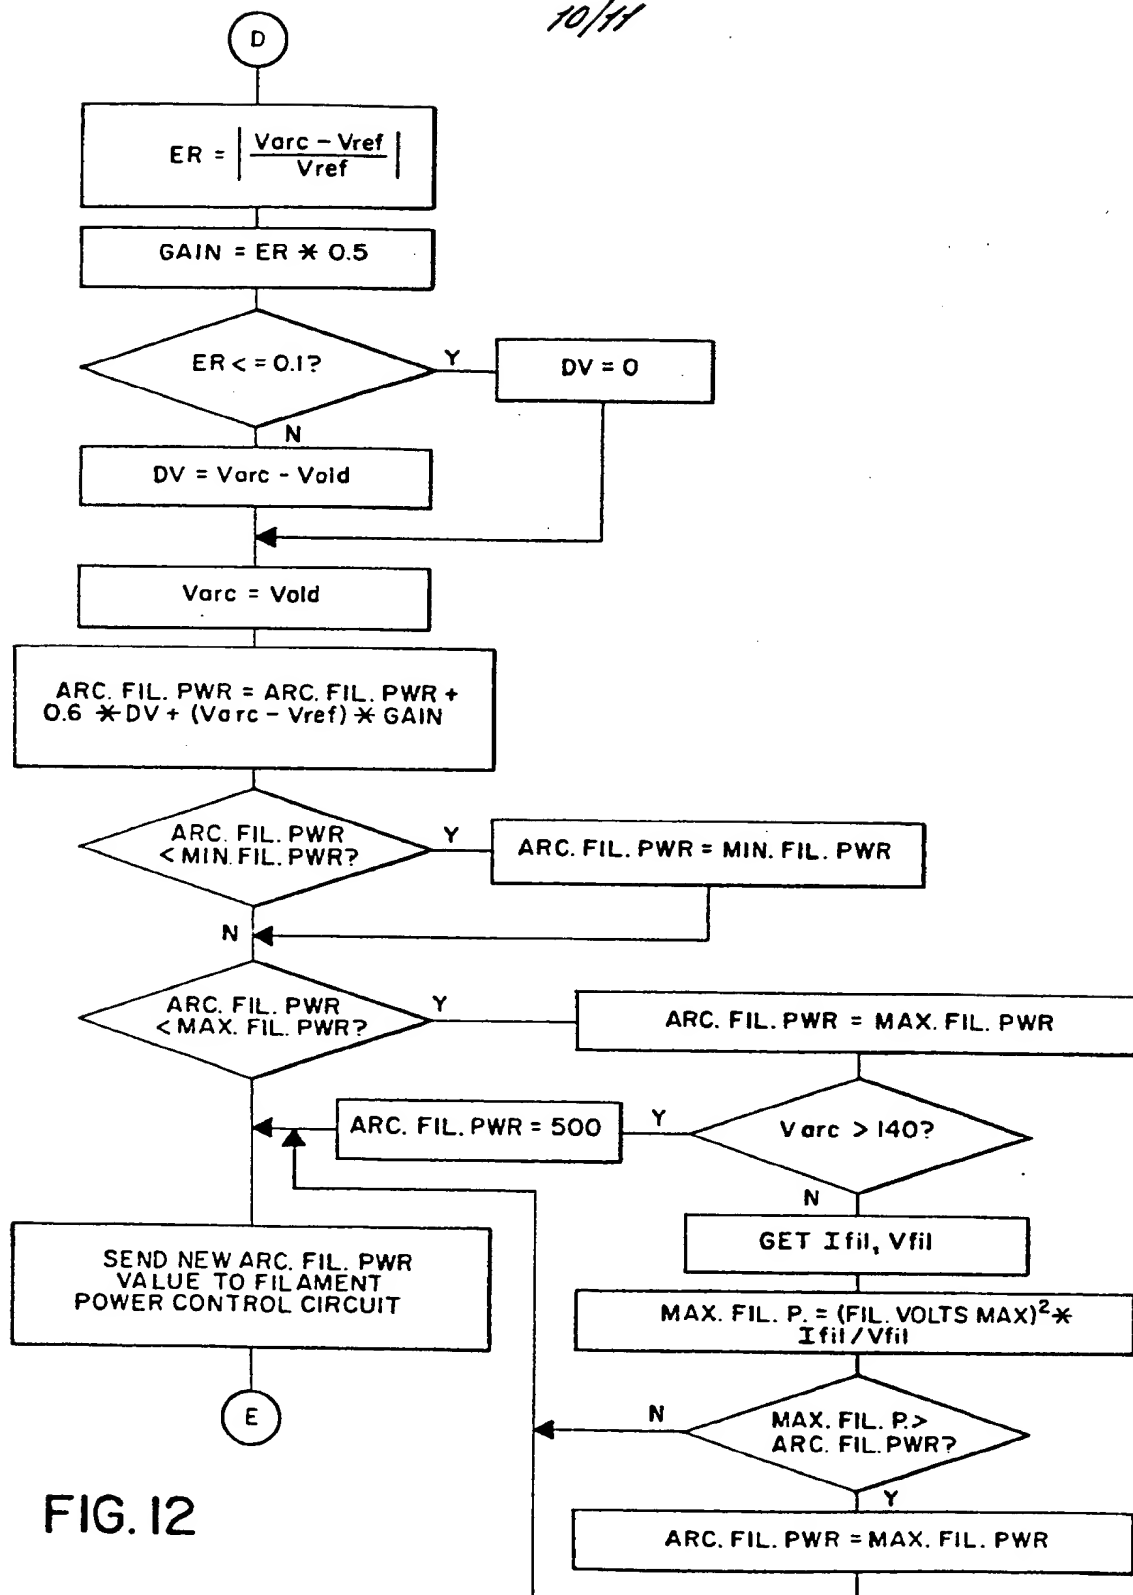 10/11
D
ER = | Varc - Vref / Vref |
GAIN = ER * 0.5
ER <= 0.1?
Y
DV = 0
N
DV = Varc - Vold
Varc = Vold
ARC. FIL. PWR = ARC. FIL. PWR +
0.6 * DV + (Varc - Vref) * GAIN
ARC. FIL. PWR
< MIN. FIL. PWR?
Y
ARC. FIL. PWR = MIN. FIL. PWR
N
ARC. FIL. PWR
< MAX. FIL. PWR?
Y
ARC. FIL. PWR = MAX. FIL. PWR
Varc > 140?
Y
ARC. FIL. PWR = 500
N
GET Ifil, Vfil
MAX. FIL. P. = (FIL. VOLTS MAX)² *
Ifil/Vfil
MAX. FIL. P. >
ARC. FIL. PWR?
N
Y
ARC. FIL. PWR = MAX. FIL. PWR
SEND NEW ARC. FIL. PWR
VALUE TO FILAMENT
POWER CONTROL CIRCUIT
E
FIG. 12